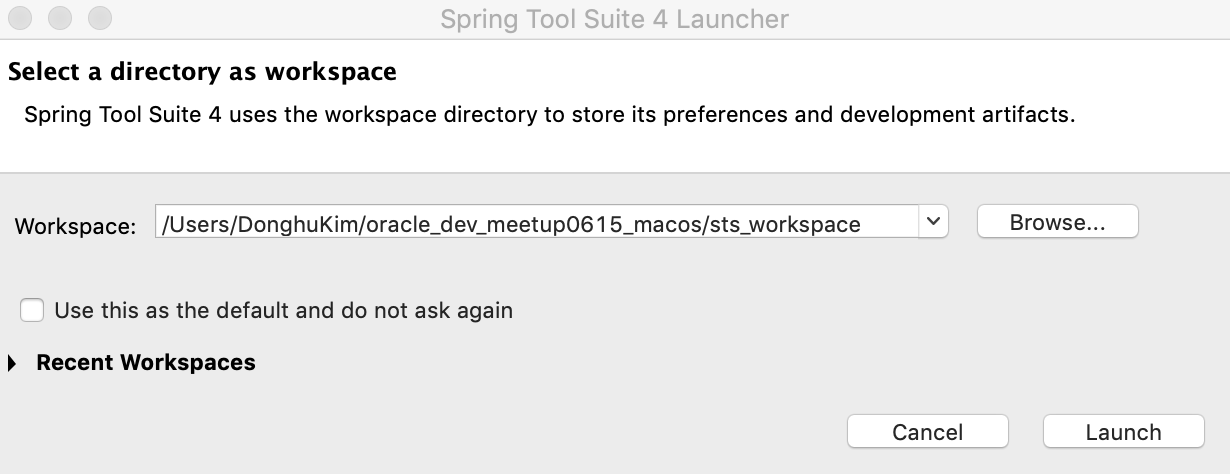 Spring Tool Suite 4 Launcher
Select a directory as workspace
Spring Tool Suite 4 uses the workspace directory to store its preferences and development artifacts.
Workspace: /Users/DonghuKim/oracle_dev_meetup0615_macos/sts_workspace Browse...
Use this as the default and do not ask again
Recent Workspaces
Cancel Launch